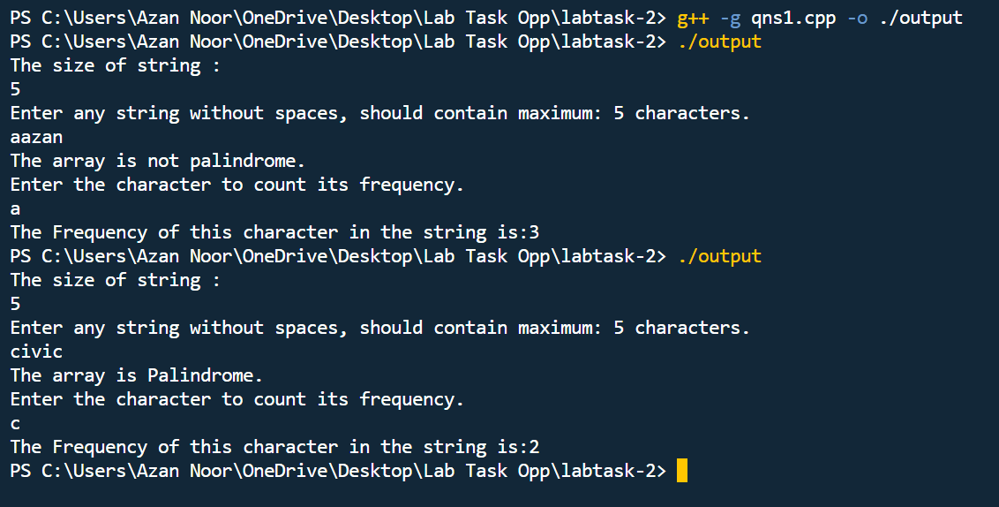 PS C:\Users\Azan Noor\OneDrive\Desktop\Lab Task Opp\labtask-2> g++ -g qns1.cpp -o ./output
PS C:\Users\Azan Noor\OneDrive\Desktop\Lab Task Opp\labtask-2> ./output
The size of string :
5
Enter any string without spaces, should contain maximum: 5 characters.
aazan
The array is not palindrome.
Enter the character to count its frequency.
a
The Frequency of this character in the string is:3
PS C:\Users\Azan Noor\OneDrive\Desktop\Lab Task Opp\labtask-2> ./output
The size of string :
5
Enter any string without spaces, should contain maximum: 5 characters.
civic
The array is Palindrome.
Enter the character to count its frequency.
c
The Frequency of this character in the string is:2
PS C:\Users\Azan Noor\OneDrive\Desktop\Lab Task Opp\labtask-2>